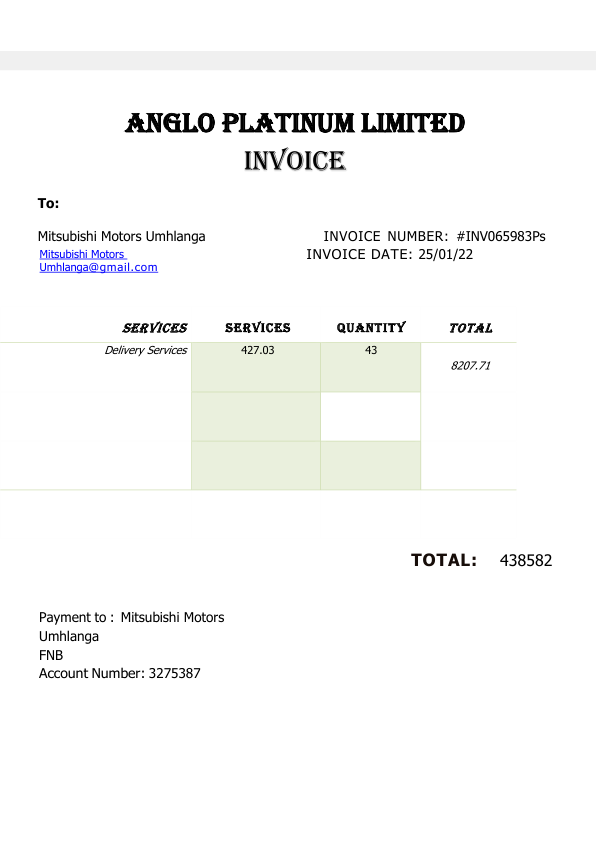 ANGLO PLATINUM LIMITED
INVOICE
To:
Mitsubishi Motors Umhlanga
INVOICE NUMBER: #INV065983Ps
Mitsubishi Motors
Umhlanga@gmail.com
INVOICE DATE: 25/01/22
SERVICES SERVICES QUANTITY TOTAL
Delivery Services 427.03 43 8207.71
TOTAL: 438582
Payment to : Mitsubishi Motors
Umhlanga
FNB
Account Number: 3275387